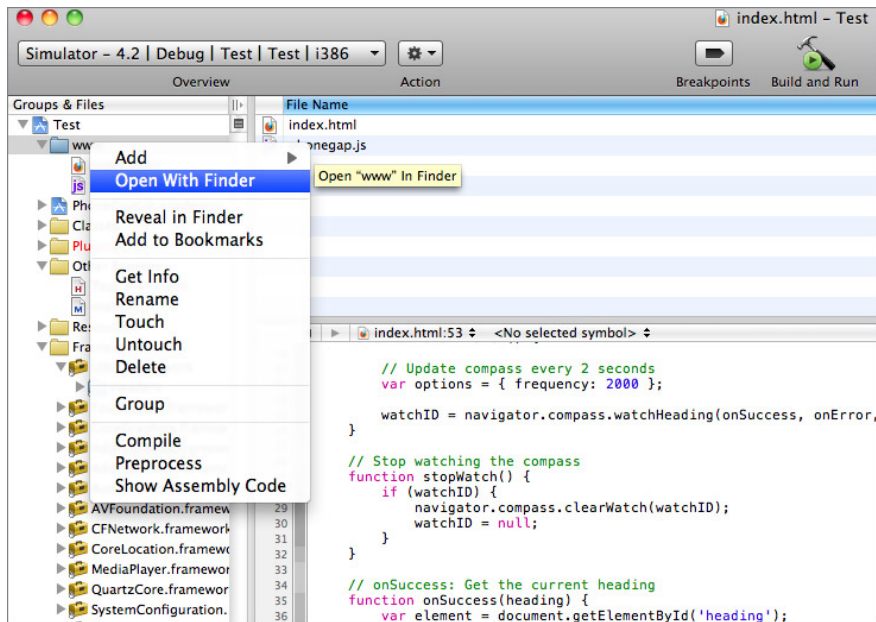 index.html – Test
Simulator – 4.2 | Debug | Test | Test | i386
Overview
Action
Breakpoints
Build and Run
Groups & Files
Test
Add
Open With Finder
Reveal in Finder
Add to Bookmarks
Get Info
Rename
Touch
Untouch
Delete
Group
Compile
Preprocess
Show Assembly Code
AVFoundation.framew
CFNetwork.framework
CoreLocation.framewo
MediaPlayer.framewor
QuartzCore.framewor
SystemConfiguration.
File Name
index.html
onegap.js
Open “www” In Finder
index.html:53 <No selected symbol>
// Update compass every 2 seconds
var options = { frequency: 2000 };
watchID = navigator.compass.watchHeading(onSuccess, onError,
}
// Stop watching the compass
function stopWatch() {
if (watchID) {
29 navigator.compass.clearWatch(watchID);
30 watchID = null;
31 }
32 }
33
34 // onSuccess: Get the current heading
35 function onSuccess(heading) {
36 var element = document.getElementById('heading');